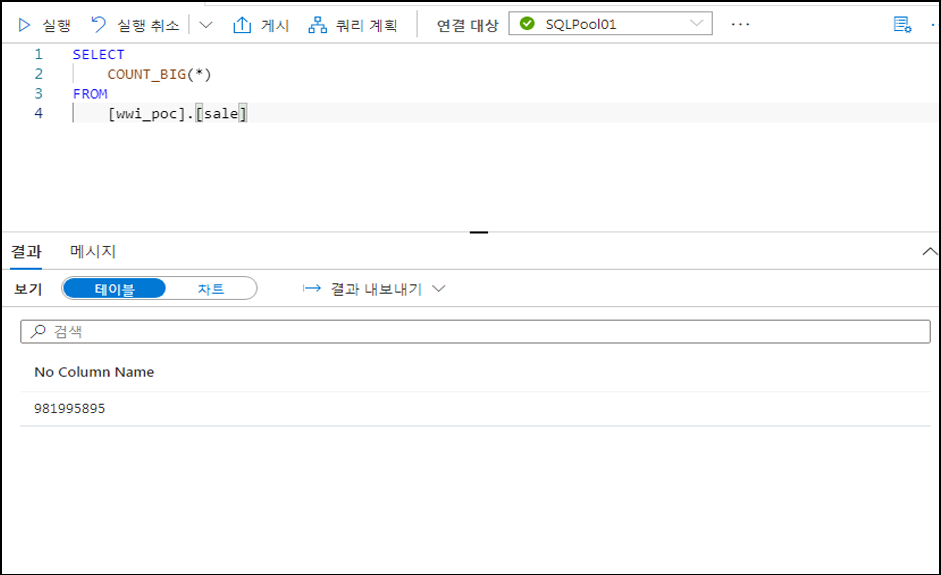 실행 실행 취소 게시 쿼리 계획 연결 대상 SQLPool01 ...
1 SELECT
2 COUNT_BIG(*)
3 FROM
4 [wwi_poc].[sale]
결과 메시지
보기 테이블 차트 결과 내보내기
검색
No Column Name
981995895